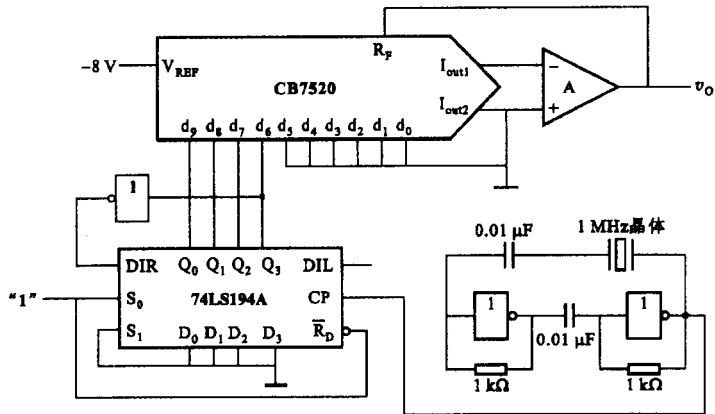 R_F
−8 V
V_REF
I_out1
CB7520
I_out2
d9 d8 d7 d6 d5 d4 d3 d2 d1 d0
−
+
A
v_O
1
DIR Q0 Q1 Q2 Q3 DIL
"1"
S0
74LS194A
CP
S1
D0 D1 D2 D3
R̅_D
0.01 μF
1 MHz晶体
1
1
0.01 μF
1 kΩ
1 kΩ